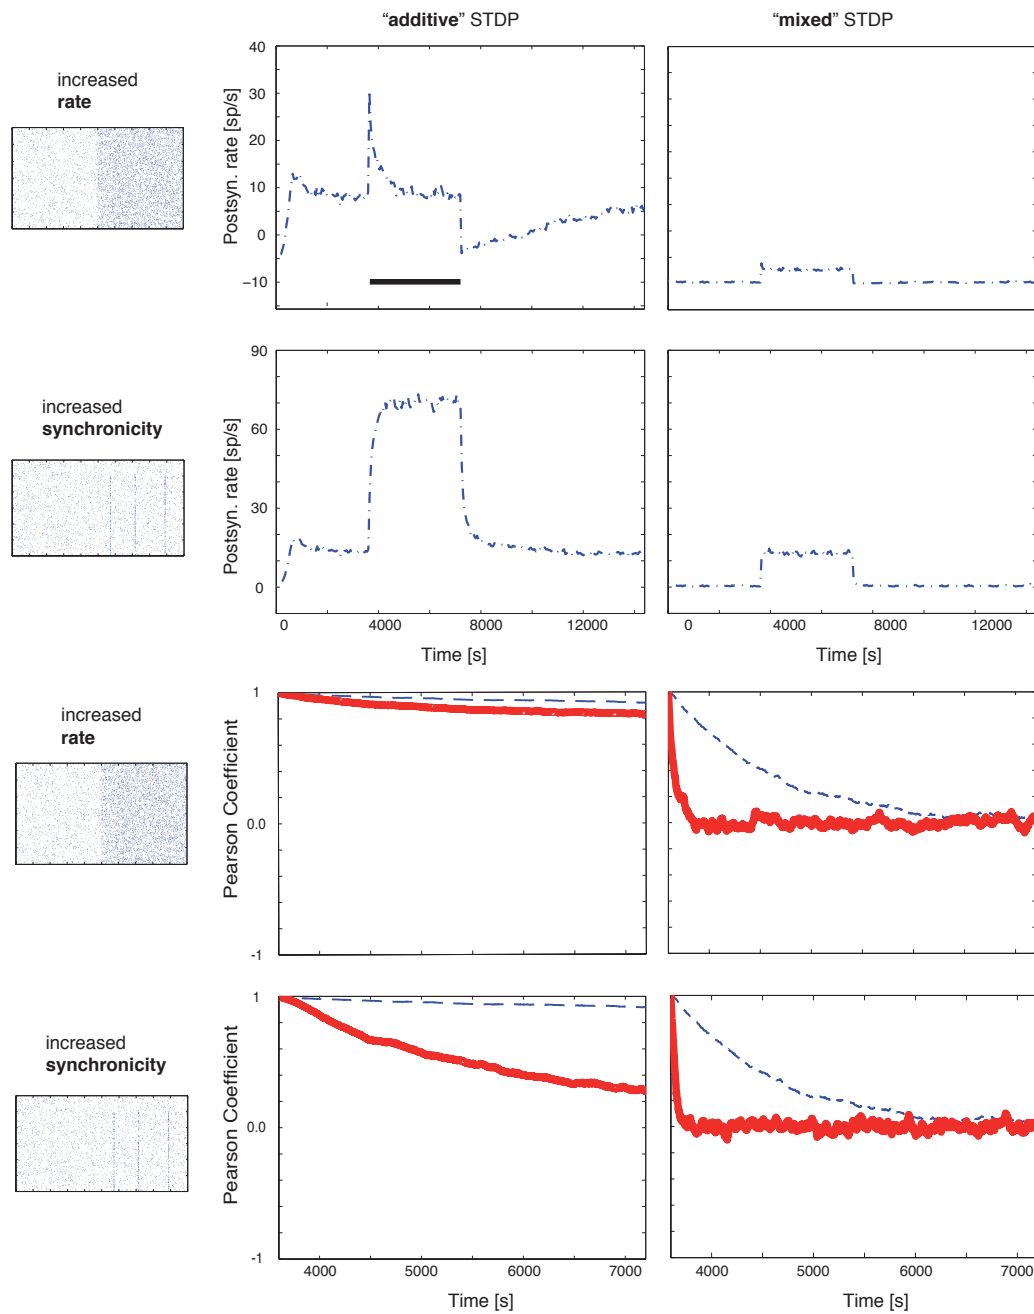 “additive” STDP
“mixed” STDP
increased
rate
Postsyn. rate [sp/s]
40
30
20
10
0
−10
increased
synchronicity
Postsyn. rate [sp/s]
90
60
30
0
0
4000
8000
12000
Time [s]
0
4000
8000
12000
Time [s]
increased
rate
Pearson Coefficient
1
0.0
-1
increased
synchronicity
Pearson Coefficient
1
0.0
-1
4000
5000
6000
7000
Time [s]
4000
5000
6000
7000
Time [s]